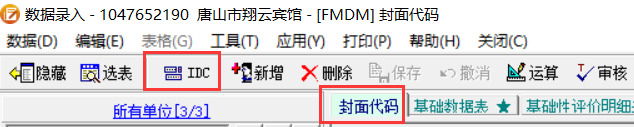 数据录入 - 1047652190 唐山市翔云宾馆 - [FMDM] 封面代码
数据(D) 编辑(E) 表格(G) 工具(T) 应用(Y) 打印(P) 帮助(H) 关闭(C)
隐藏 选表 IDC 新增 删除 保存 撤消 运算 审核
所有单位[3/3] 封面代码 基础数据表 ★ 基础性评价明细